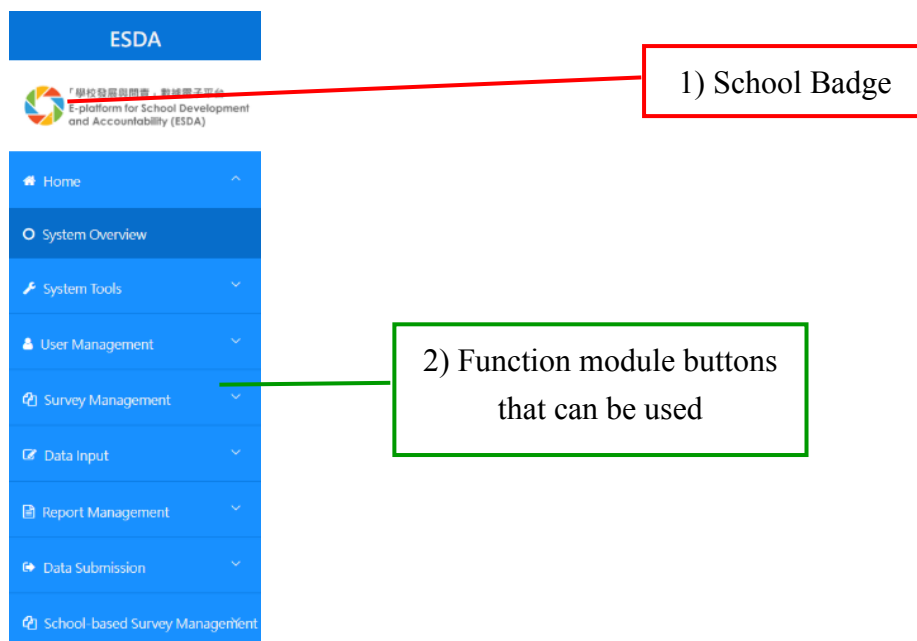 ESDA
「學校發展與問責」數據電子平台
E-platform for School Development
and Accountability (ESDA)
1) School Badge
Home
System Overview
System Tools
User Management
Survey Management
2) Function module buttons
that can be used
Data Input
Report Management
Data Submission
School-based Survey Management